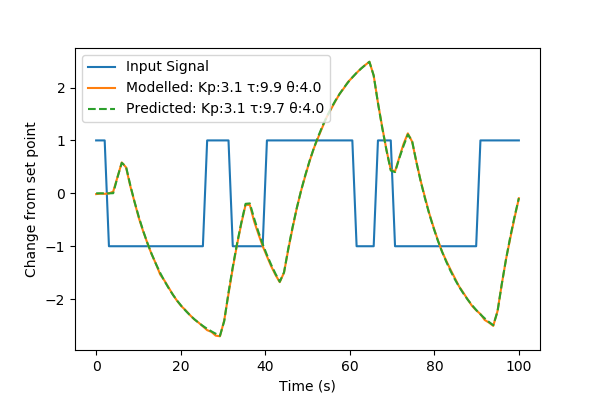 Input Signal
Modelled: Kp:3.1 τ:9.9 θ:4.0
Predicted: Kp:3.1 τ:9.7 θ:4.0
Change from set point
2
1
0
−1
−2
0 20 40 60 80 100
Time (s)